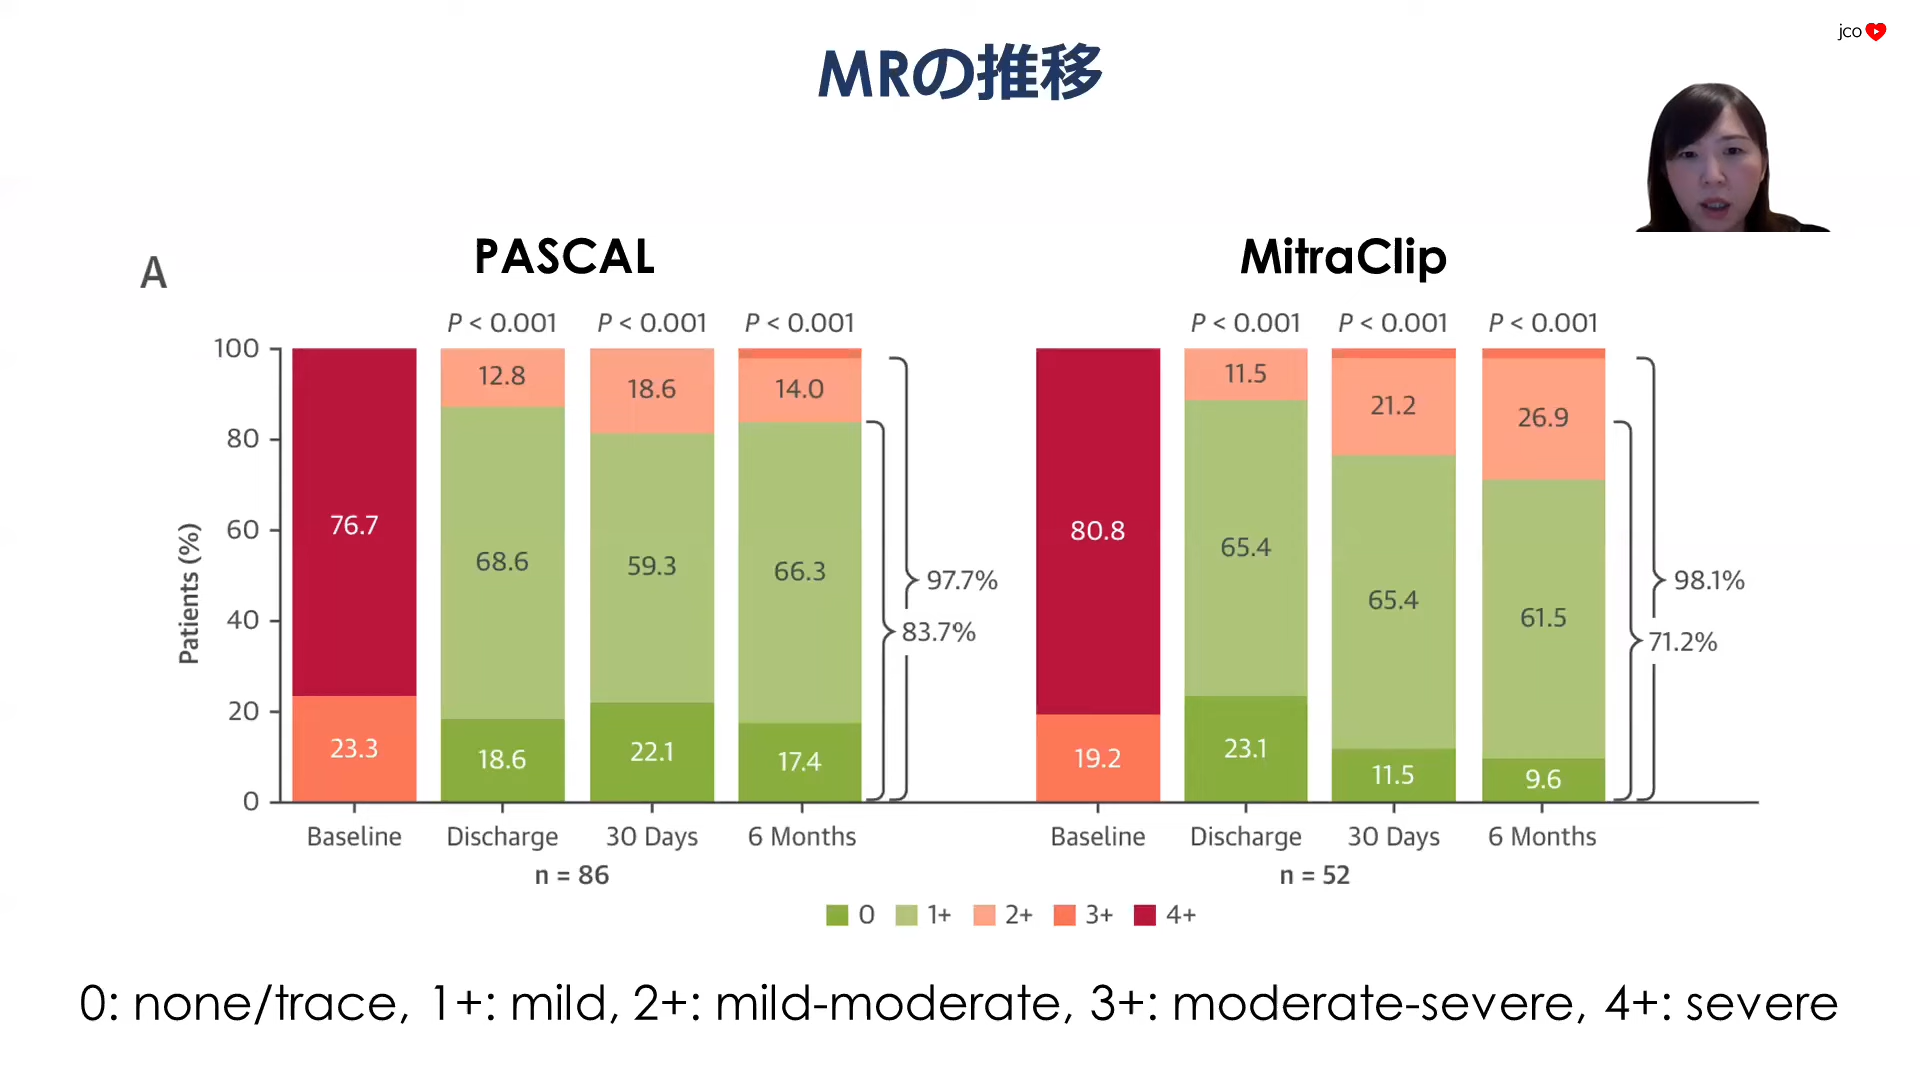 jco
MRの推移
A
PASCAL
MitraClip
P < 0.001 P < 0.001 P < 0.001
P < 0.001 P < 0.001 P < 0.001
Patients (%)
100
80
60
40
20
0
76.7
23.3
12.8
68.6
18.6
18.6
59.3
22.1
14.0
66.3
17.4
97.7%
83.7%
80.8
19.2
11.5
65.4
23.1
21.2
65.4
11.5
26.9
61.5
9.6
98.1%
71.2%
Baseline Discharge 30 Days 6 Months
n = 86
Baseline Discharge 30 Days 6 Months
n = 52
0 1+ 2+ 3+ 4+
0: none/trace, 1+: mild, 2+: mild-moderate, 3+: moderate-severe, 4+: severe